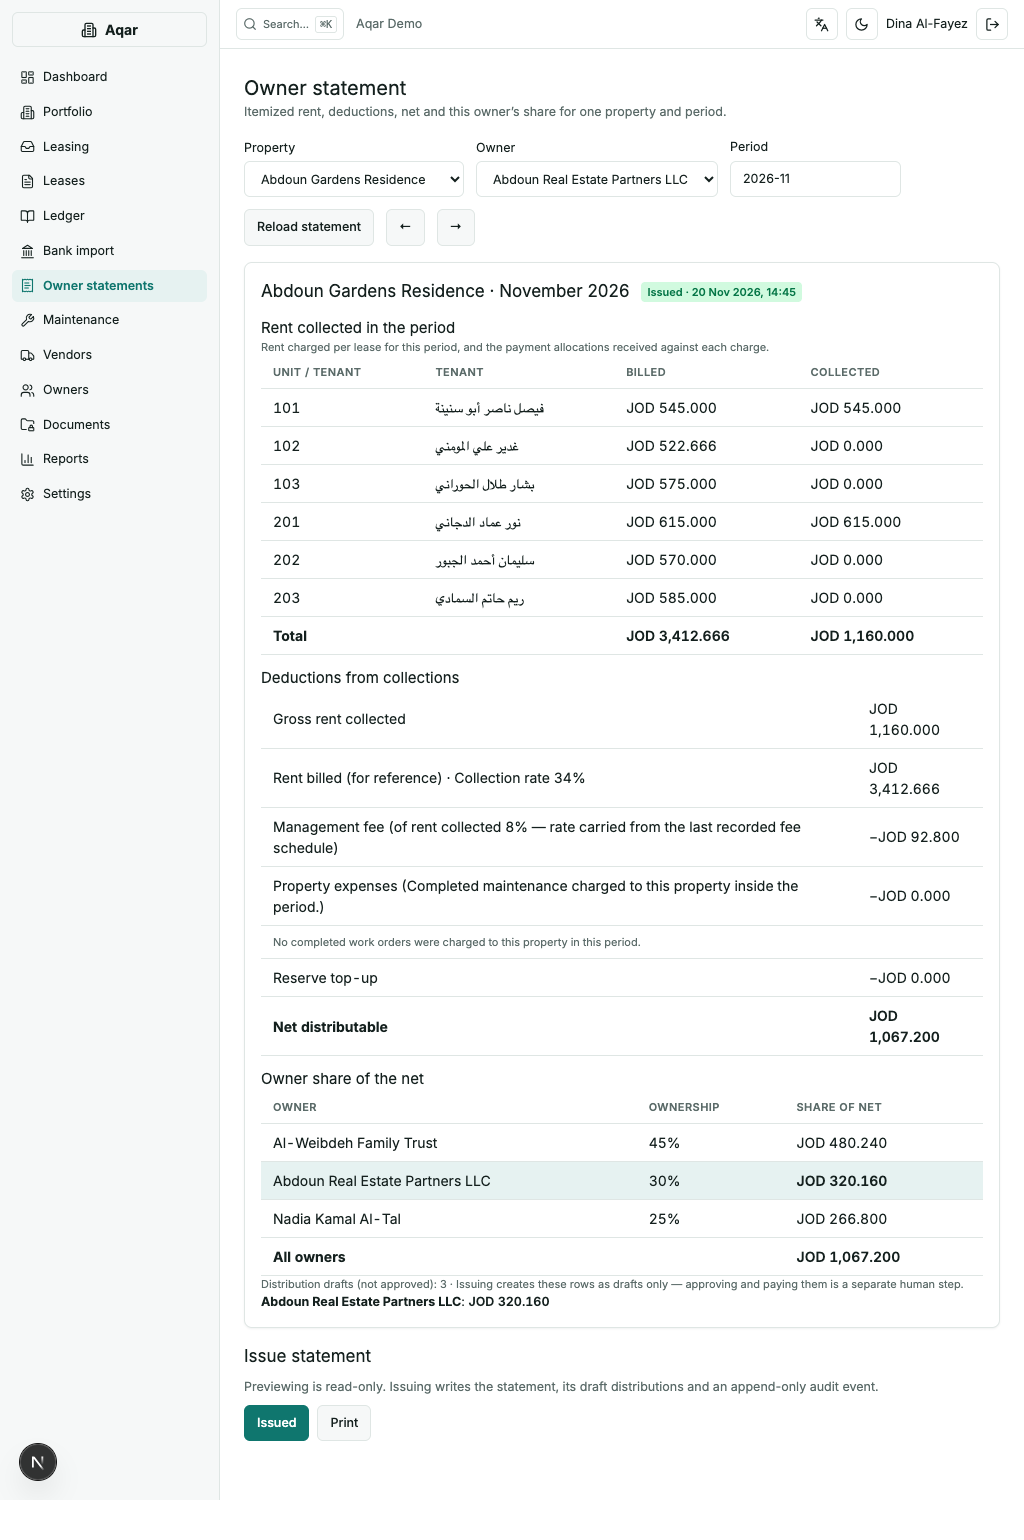 Aqar
Search... ⌘K
Aqar Demo
Dina Al-Fayez
Dashboard
Portfolio
Leasing
Leases
Ledger
Bank import
Owner statements
Maintenance
Vendors
Owners
Documents
Reports
Settings
Owner statement
Itemized rent, deductions, net and this owner’s share for one property and period.
Property
Owner
Period
Abdoun Gardens Residence
Abdoun Real Estate Partners LLC
2026-11
Reload statement
←
→
Abdoun Gardens Residence · November 2026
Issued · 20 Nov 2026, 14:45
Rent collected in the period
Rent charged per lease for this period, and the payment allocations received against each charge.
UNIT / TENANT TENANT BILLED COLLECTED
101 فيصل ناصر أبو سنينة JOD 545.000 JOD 545.000
102 غدير علي المومني JOD 522.666 JOD 0.000
103 بشار طلال الحوراني JOD 575.000 JOD 0.000
201 نور عماد الدجاني JOD 615.000 JOD 615.000
202 سليمان أحمد الجبور JOD 570.000 JOD 0.000
203 ريم حاتم السمادي JOD 585.000 JOD 0.000
Total JOD 3,412.666 JOD 1,160.000
Deductions from collections
Gross rent collected JOD
1,160.000
Rent billed (for reference) · Collection rate 34% JOD
3,412.666
Management fee (of rent collected 8% — rate carried from the last recorded fee
schedule) −JOD 92.800
Property expenses (Completed maintenance charged to this property inside the
period.) −JOD 0.000
No completed work orders were charged to this property in this period.
Reserve top-up −JOD 0.000
Net distributable JOD
1,067.200
Owner share of the net
OWNER OWNERSHIP SHARE OF NET
Al-Weibdeh Family Trust 45% JOD 480.240
Abdoun Real Estate Partners LLC 30% JOD 320.160
Nadia Kamal Al-Tal 25% JOD 266.800
All owners JOD 1,067.200
Distribution drafts (not approved): 3 · Issuing creates these rows as drafts only — approving and paying them is a separate human step.
Abdoun Real Estate Partners LLC: JOD 320.160
Issue statement
Previewing is read-only. Issuing writes the statement, its draft distributions and an append-only audit event.
Issued
Print
N